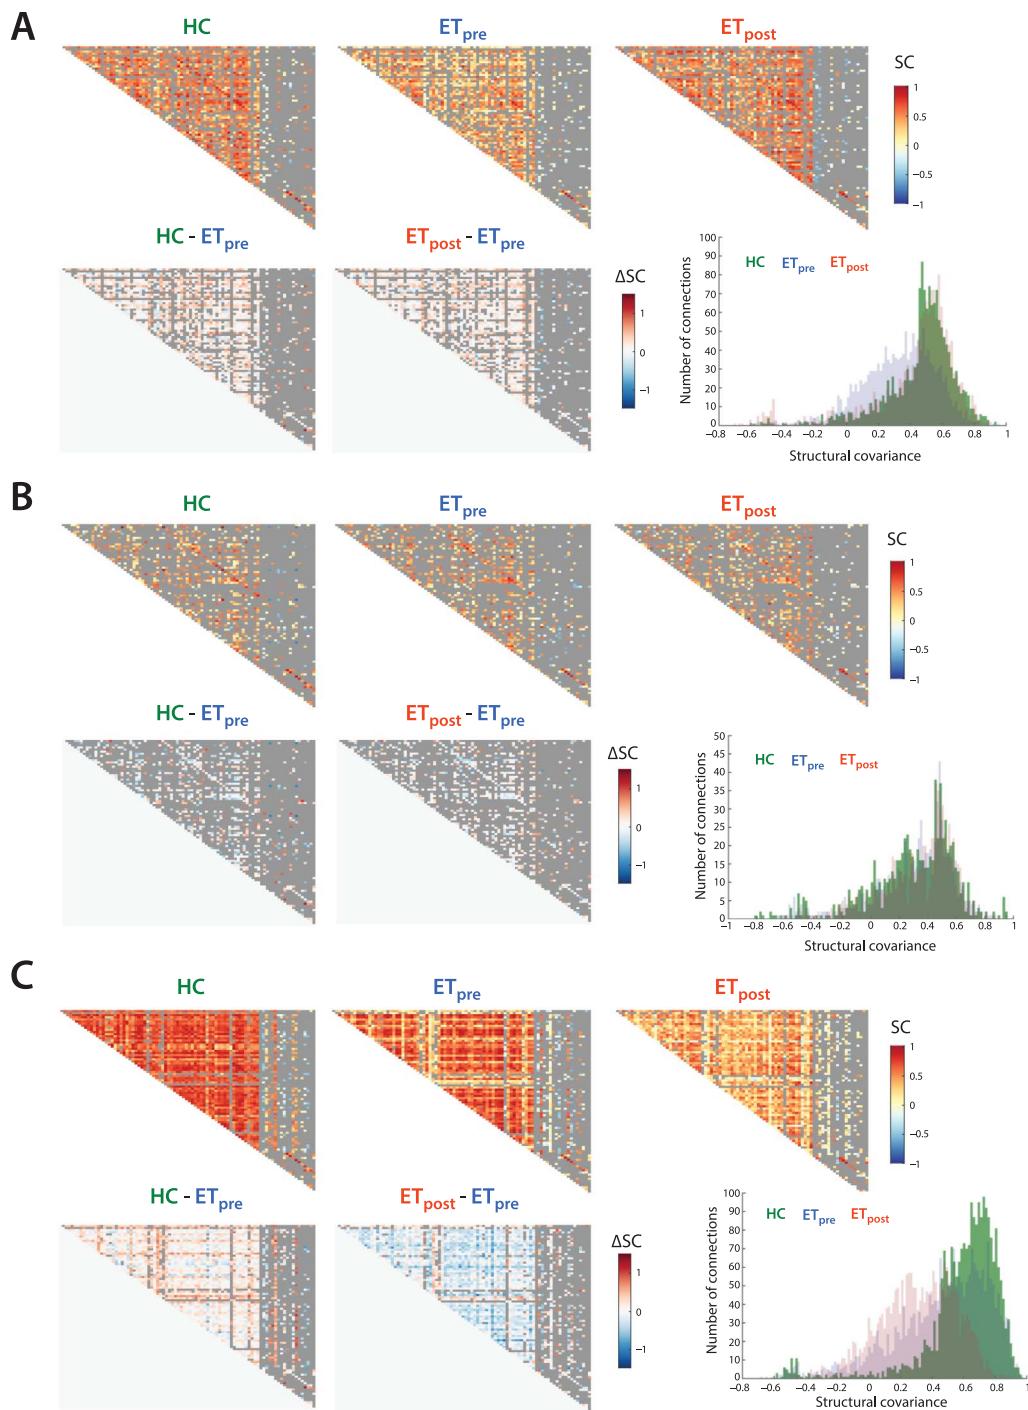 A
HC
ETpre
ETpost
SC
1
0.5
0
−0.5
−1
HC - ETpre
ETpost - ETpre
ΔSC
1
0
−1
Number of connections
100
90
80
70
60
50
40
30
20
10
0
HC ETpre ETpost
−0.8 −0.6 −0.4 −0.2 0 0.2 0.4 0.6 0.8 1
Structural covariance
B
HC
ETpre
ETpost
SC
1
0.5
0
−0.5
−1
HC - ETpre
ETpost - ETpre
ΔSC
1
0
−1
Number of connections
50
45
40
35
30
25
20
15
10
5
0
HC ETpre ETpost
−1 −0.8 −0.6 −0.4 −0.2 0 0.2 0.4 0.6 0.8 1
Structural covariance
C
HC
ETpre
ETpost
SC
1
0.5
0
−0.5
−1
HC - ETpre
ETpost - ETpre
ΔSC
1
0
−1
Number of connections
100
90
80
70
60
50
40
30
20
10
0
HC ETpre ETpost
−0.8 −0.6 −0.4 −0.2 0 0.2 0.4 0.6 0.8 1
Structural covariance